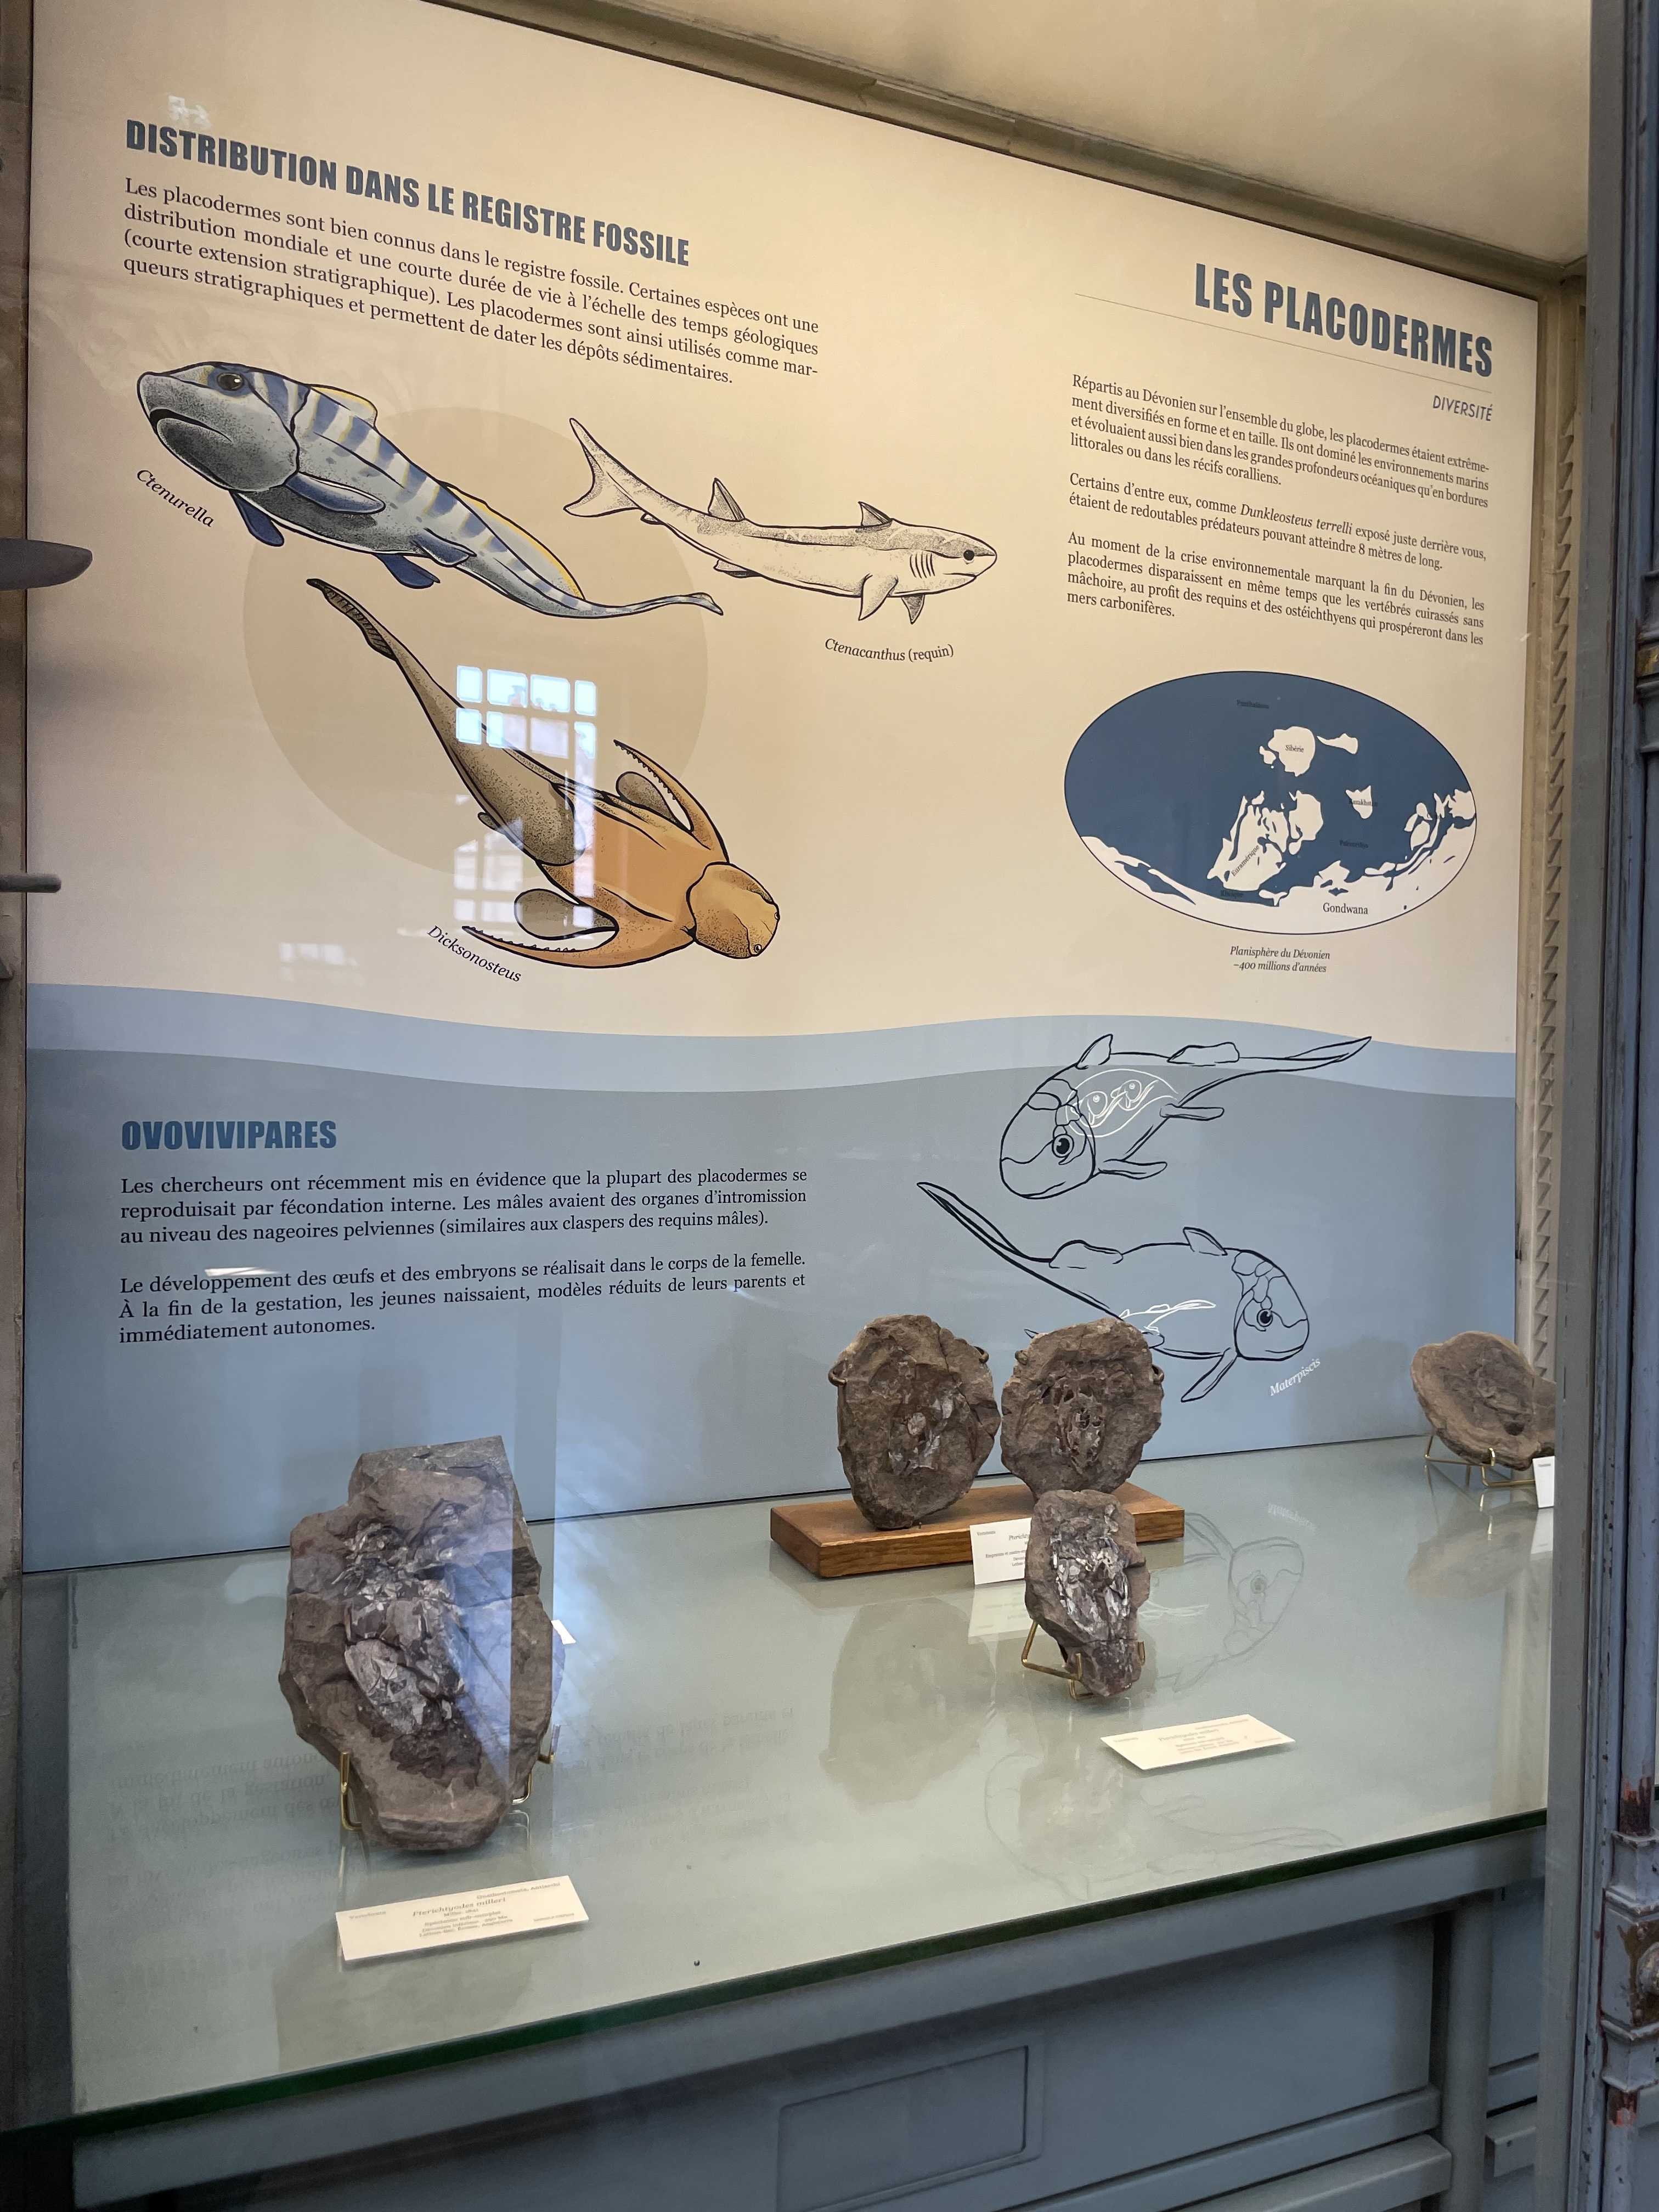 DISTRIBUTION DANS LE REGISTRE FOSSILE
Les placodermes sont bien connus dans le registre fossile. Certaines espèces ont une
distribution mondiale et une courte durée de vie à l'échelle des temps géologiques
(courte extension stratigraphique). Les placodermes sont ainsi utilisés comme mar-
queurs stratigraphiques et permettent de dater les dépôts sédimentaires.
Ctenurella
Ctenacanthus (requin)
Dicksonosteus
LES PLACODERMES
DIVERSITÉ
Répartis au Dévonien sur l'ensemble du globe, les placodermes étaient extrême-
ment diversifiés en forme et en taille. Ils ont dominé les environnements marins
et évoluaient aussi bien dans les grandes profondeurs océaniques qu'en bordures
littorales ou dans les récifs coralliens.
Certains d'entre eux, comme Dunkleosteus terrelli exposé juste derrière vous,
étaient de redoutables prédateurs pouvant atteindre 8 mètres de long.
Au moment de la crise environnementale marquant la fin du Dévonien, les
placodermes disparaissent en même temps que les vertébrés cuirassés sans
mâchoire, au profit des requins et des ostéichthyens qui prospéreront dans les
mers carbonifères.
Sibérie
Euramérique
Gondwana
Planisphère du Dévonien
~400 millions d'années
OVOVIVIPARES
Les chercheurs ont récemment mis en évidence que la plupart des placodermes se
reproduisait par fécondation interne. Les mâles avaient des organes d'intromission
au niveau des nageoires pelviennes (similaires aux claspers des requins mâles).
Le développement des œufs et des embryons se réalisait dans le corps de la femelle.
À la fin de la gestation, les jeunes naissaient, modèles réduits de leurs parents et
immédiatement autonomes.
Materpiscis
Pterichtyodes milleri